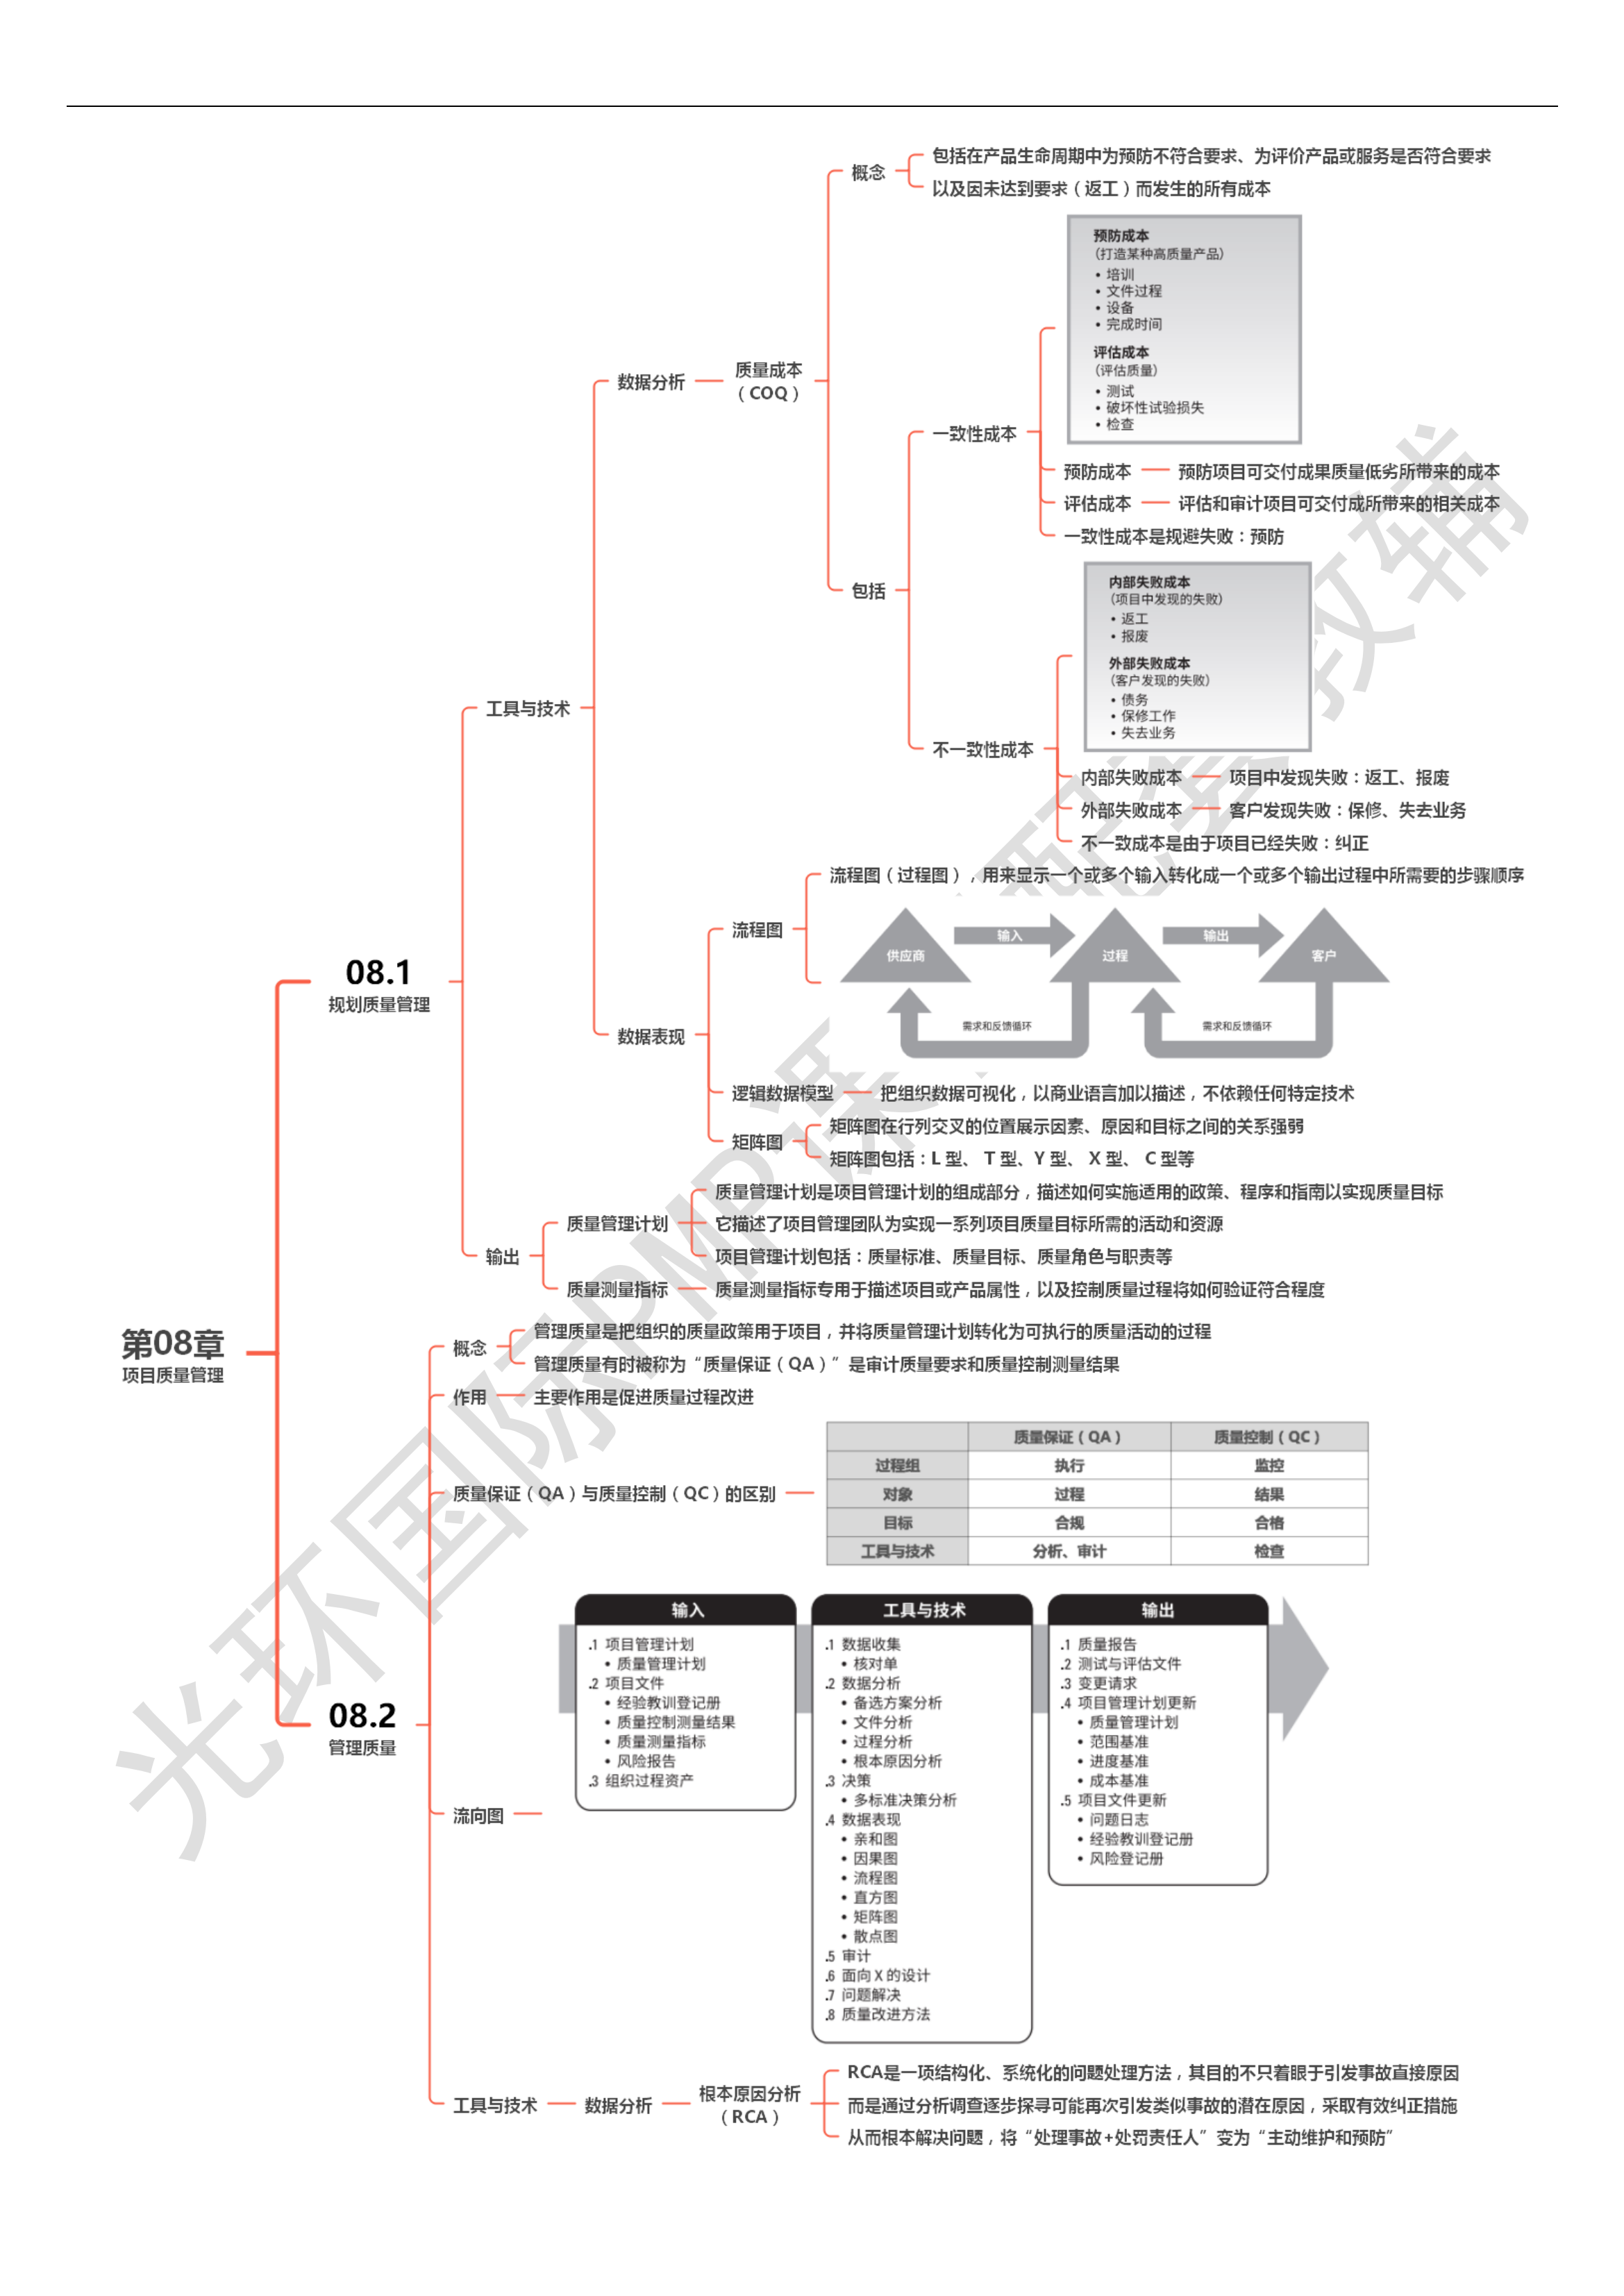 第08章
项目质量管理
08.1
规划质量管理
工具与技术
数据分析
质量成本
（COQ）
概念
包括在产品生命周期中为预防不符合要求、为评价产品或服务是否符合要求
以及因未达到要求（返工）而发生的所有成本
包括
一致性成本
预防成本
（打造某种高质量产品）
• 培训
• 文件过程
• 设备
• 完成时间
评估成本
（评估质量）
• 测试
• 破坏性试验损失
• 检查
预防成本
预防项目可交付成果质量低劣所带来的成本
评估成本
评估和审计项目可交付成所带来的相关成本
一致性成本是规避失败：预防
不一致性成本
内部失败成本
（项目中发现的失败）
• 返工
• 报废
外部失败成本
（客户发现的失败）
• 债务
• 保修工作
• 失去业务
内部失败成本
项目中发现失败：返工、报废
外部失败成本
客户发现失败：保修、失去业务
不一致成本是由于项目已经失败：纠正
数据表现
流程图
流程图（过程图），用来显示一个或多个输入转化成一个或多个输出过程中所需要的步骤顺序
供应商
输入
过程
输出
客户
需求和反馈循环
需求和反馈循环
逻辑数据模型
把组织数据可视化，以商业语言加以描述，不依赖任何特定技术
矩阵图
矩阵图在行列交叉的位置展示因素、原因和目标之间的关系强弱
矩阵图包括：L 型、 T 型、Y 型、 X 型、 C 型等
输出
质量管理计划
质量管理计划是项目管理计划的组成部分，描述如何实施适用的政策、程序和指南以实现质量目标
它描述了项目管理团队为实现一系列项目质量目标所需的活动和资源
项目管理计划包括：质量标准、质量目标、质量角色与职责等
质量测量指标
质量测量指标专用于描述项目或产品属性，以及控制质量过程将如何验证符合程度
08.2
管理质量
概念
管理质量是把组织的质量政策用于项目，并将质量管理计划转化为可执行的质量活动的过程
管理质量有时被称为“质量保证（QA）”是审计质量要求和质量控制测量结果
作用
主要作用是促进质量过程改进
质量保证（QA）与质量控制（QC）的区别
质量保证（QA） 质量控制（QC）
过程组 执行 监控
对象 过程 结果
目标 合规 合格
工具与技术 分析、审计 检查
流向图
输入
.1 项目管理计划
• 质量管理计划
.2 项目文件
• 经验教训登记册
• 质量控制测量结果
• 质量测量指标
• 风险报告
.3 组织过程资产
工具与技术
.1 数据收集
• 核对单
.2 数据分析
• 备选方案分析
• 文件分析
• 过程分析
• 根本原因分析
.3 决策
• 多标准决策分析
.4 数据表现
• 亲和图
• 因果图
• 流程图
• 直方图
• 矩阵图
• 散点图
.5 审计
.6 面向 X 的设计
.7 问题解决
.8 质量改进方法
输出
.1 质量报告
.2 测试与评估文件
.3 变更请求
.4 项目管理计划更新
• 质量管理计划
• 范围基准
• 进度基准
• 成本基准
.5 项目文件更新
• 问题日志
• 经验教训登记册
• 风险登记册
工具与技术
数据分析
根本原因分析
（RCA）
RCA是一项结构化、系统化的问题处理方法，其目的不只着眼于引发事故直接原因
而是通过分析调查逐步探寻可能再次引发类似事故的潜在原因，采取有效纠正措施
从而根本解决问题，将“处理事故+处罚责任人”变为“主动维护和预防”
光环国际PMP课 配套教辅